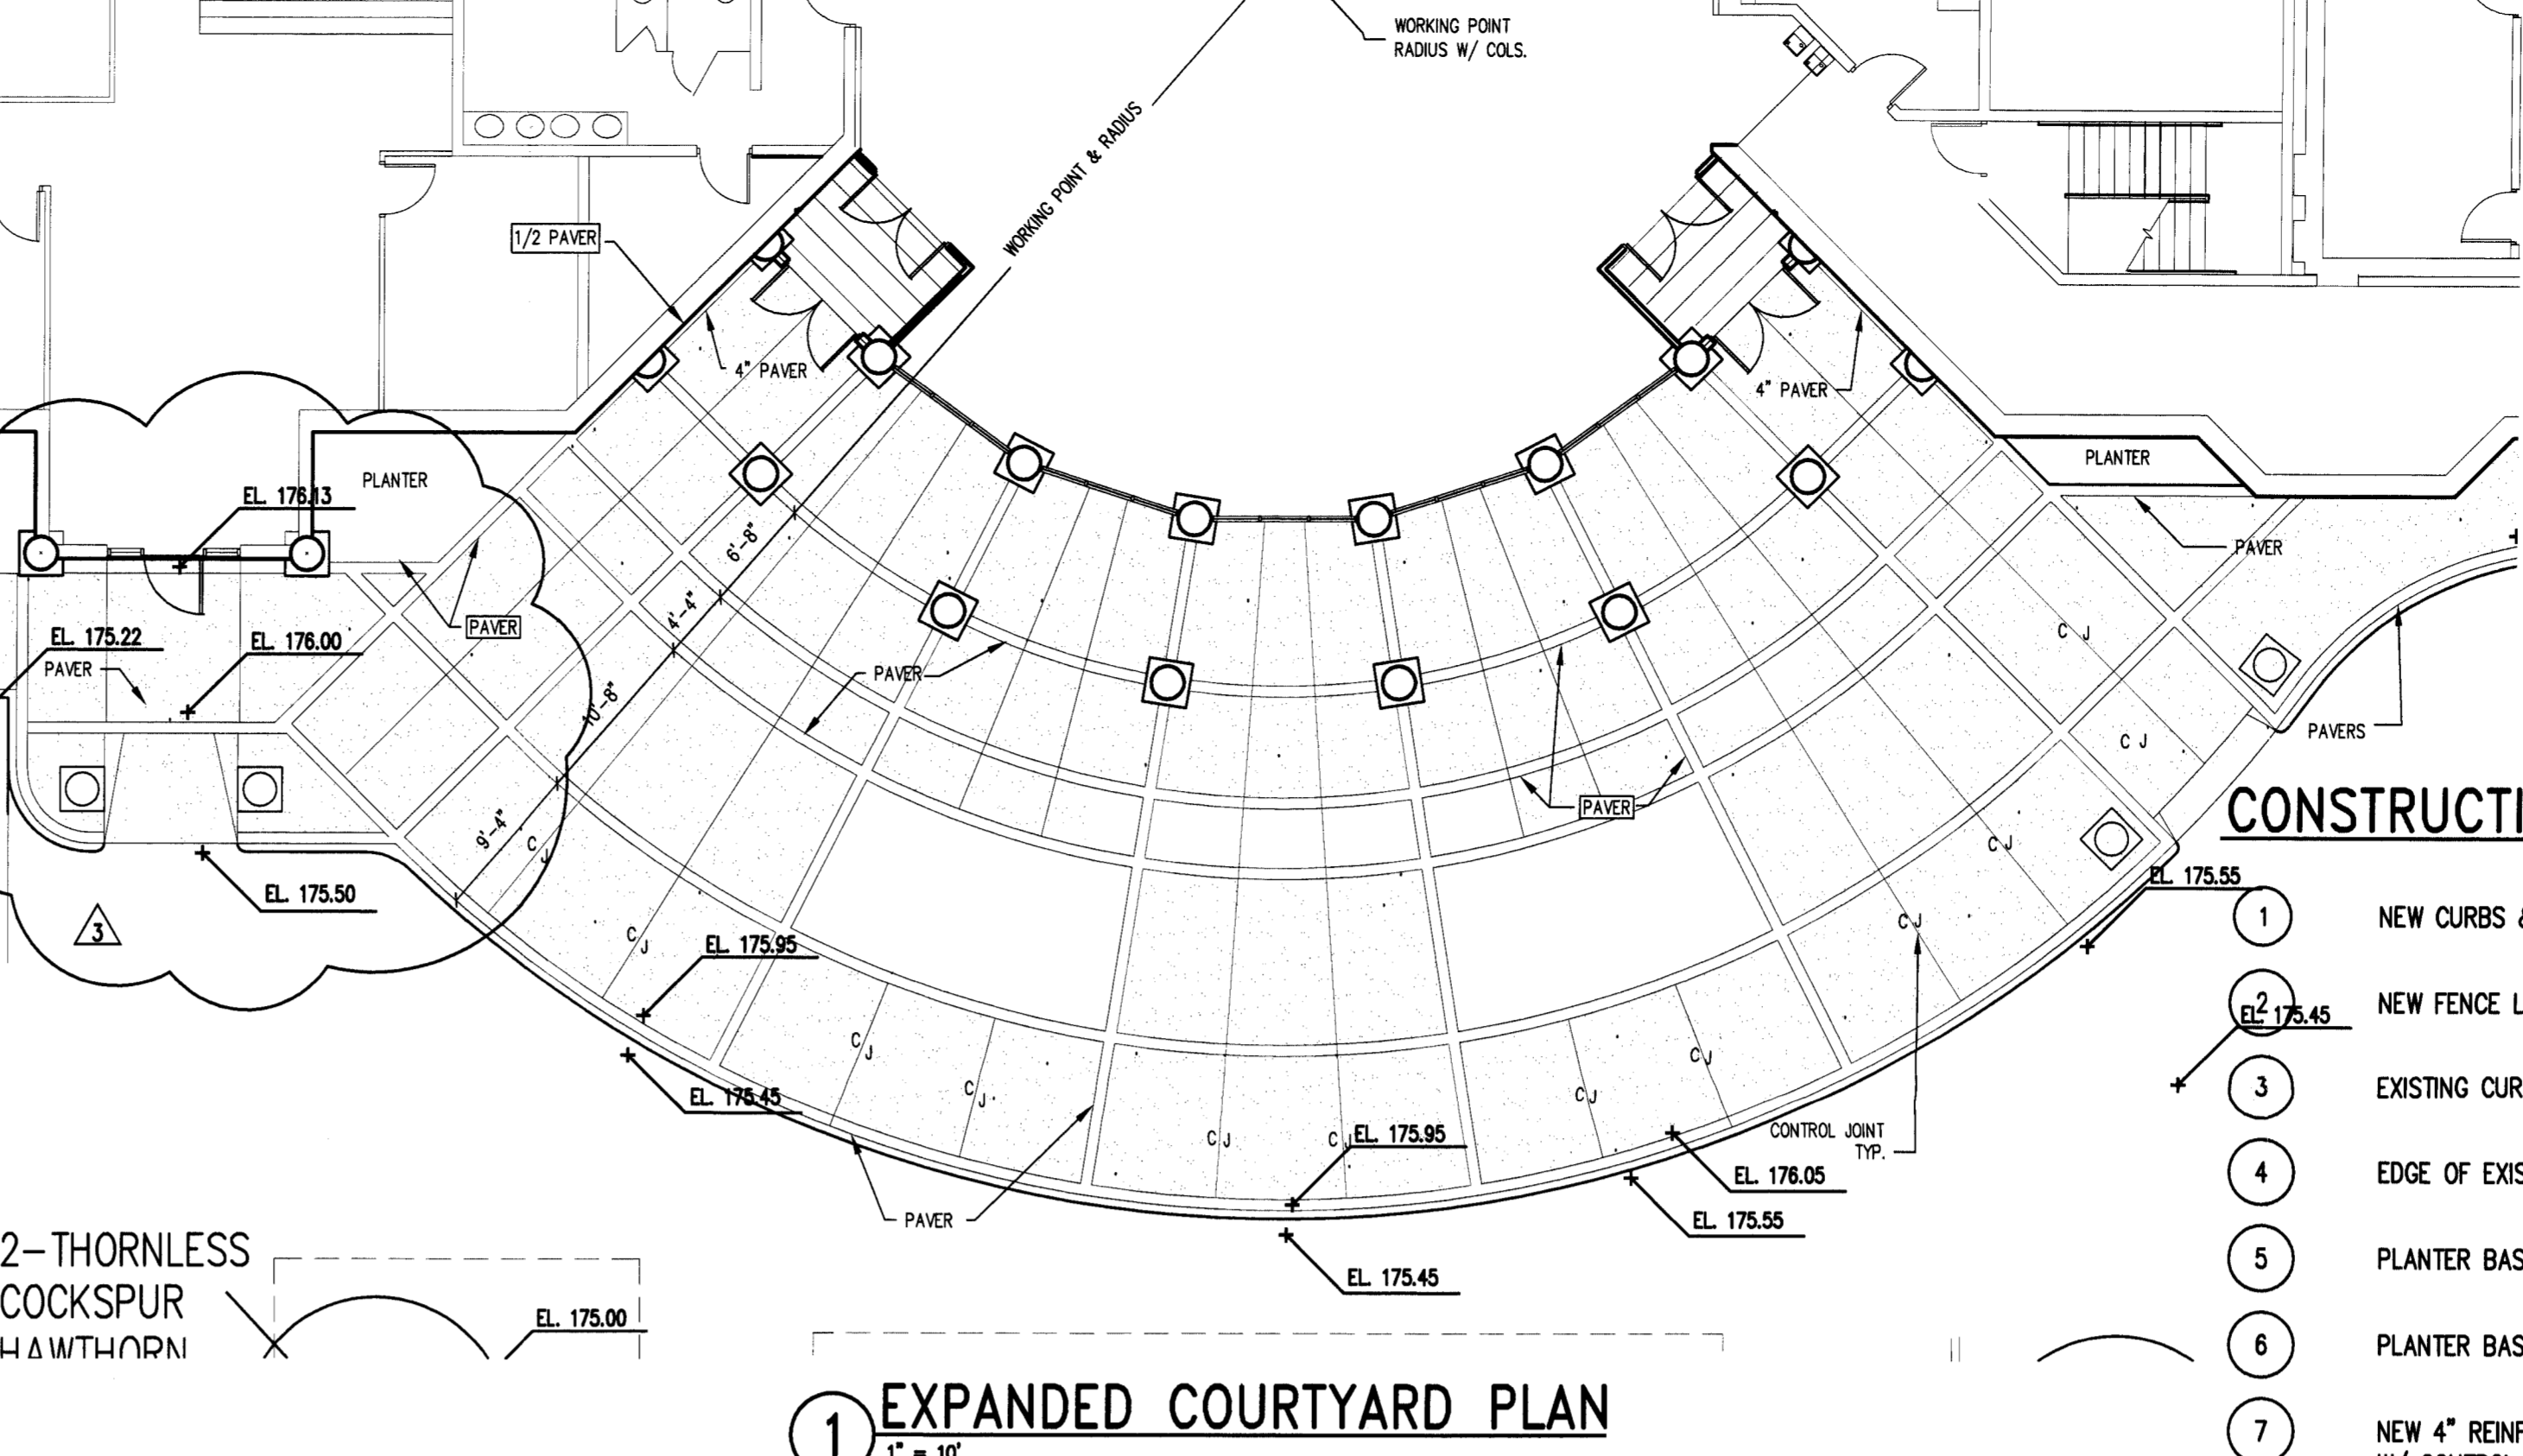 WORKING POINT
RADIUS W/ COLS.
WORKING POINT & RADIUS
1/2 PAVER
4" PAVER
4" PAVER
PLANTER
EL. 176.13
PLANTER
PAVER
PAVER
EL. 175.22
EL. 176.00
PAVER
6'-8"
4'-4"
10'-8"
9'-4"
PAVER
C J
C J
PAVERS
PAVER
C J
C J
C J
C J
EL. 175.50
3
EL. 175.95
EL. 175.45
C J
C J
C J
C J
C J
C J
EL. 175.95
CONTROL JOINT
TYP.
EL. 176.05
EL. 175.55
EL. 175.45
PAVER
EL. 175.55
EL. 175.45
CONSTRUCTI
1 NEW CURBS &
2 NEW FENCE L
3 EXISTING CUR
4 EDGE OF EXIS
5 PLANTER BAS
6 PLANTER BAS
7 NEW 4" REINF
2-THORNLESS
COCKSPUR
HAWTHORN
EL. 175.00
1 EXPANDED COURTYARD PLAN
1" = 10'